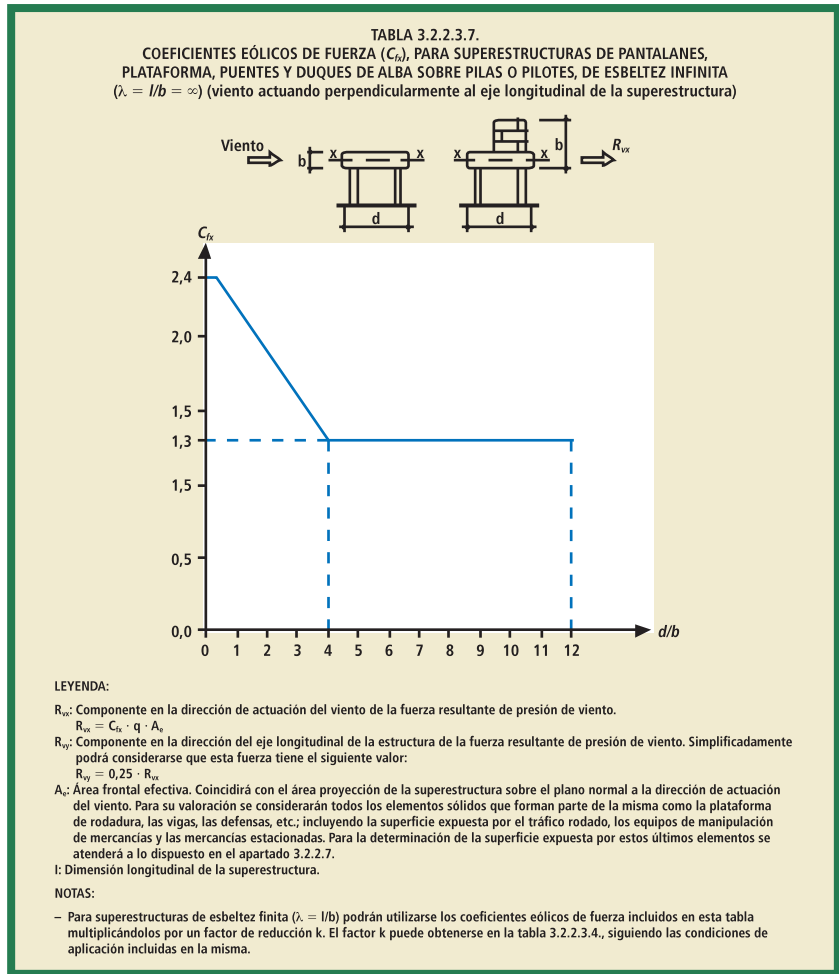 TABLA 3.2.2.3.7.
COEFICIENTES EÓLICOS DE FUERZA (Cfx), PARA SUPERESTRUCTURAS DE PANTALANES,
PLATAFORMA, PUENTES Y DUQUES DE ALBA SOBRE PILAS O PILOTES, DE ESBELTEZ INFINITA
(λ = l/b = ∞) (viento actuando perpendicularmente al eje longitudinal de la superestructura)
Viento
b
x
x
d
x
x
b
Rvx
d
Cfx
2,4
2,0
1,5
1,3
1,5
0,5
0,0
0 1 2 3 4 5 6 7 8 9 10 11 12
d/b
LEYENDA:
Rvx: Componente en la dirección de actuación del viento de la fuerza resultante de presión de viento.
Rvx = Cfx · q · Ae
Rvy: Componente en la dirección del eje longitudinal de la estructura de la fuerza resultante de presión de viento. Simplificadamente
podrá considerarse que esta fuerza tiene el siguiente valor:
Rvy = 0,25 · Rvx
Ae: Área frontal efectiva. Coincidirá con el área proyección de la superestructura sobre el plano normal a la dirección de actuación
del viento. Para su valoración se considerarán todos los elementos sólidos que forman parte de la misma como la plataforma
de rodadura, las vigas, las defensas, etc.; incluyendo la superficie expuesta por el tráfico rodado, los equipos de manipulación
de mercancías y las mercancías estacionadas. Para la determinación de la superficie expuesta por estos últimos elementos se
atenderá a lo dispuesto en el apartado 3.2.2.7.
l: Dimensión longitudinal de la superestructura.
NOTAS:
– Para superestructuras de esbeltez finita (λ = l/b) podrán utilizarse los coeficientes eólicos de fuerza incluidos en esta tabla
multiplicándolos por un factor de reducción k. El factor k puede obtenerse en la tabla 3.2.2.3.4., siguiendo las condiciones de
aplicación incluidas en la misma.